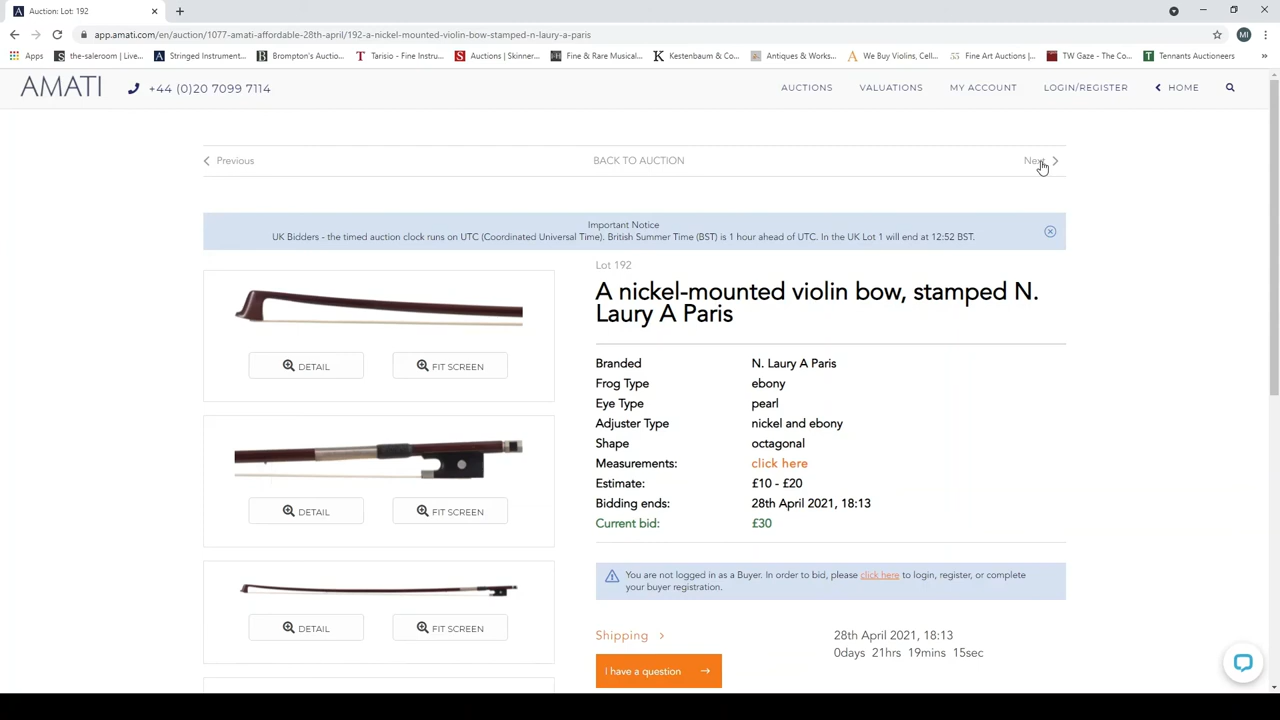 Auction: Lot: 192
app.amati.com/en/auction/1077-amati-affordable-28th-april/192-a-nickel-mounted-violin-bow-stamped-n-laury-a-paris
MI
Apps the-saleroom | Live... Stringed Instrument... Brompton's Auctio... Tarisio - Fine Instru... Auctions | Skinner... Fine & Rare Musical... Kestenbaum & Co... Antiques & Works... We Buy Violins, Cell... Fine Art Auctions |... TW Gaze - The Co... Tennants Auctioneers »
AMATI +44 (0)20 7099 7114 AUCTIONS VALUATIONS MY ACCOUNT LOGIN/REGISTER HOME
Previous BACK TO AUCTION Next
Important Notice
UK Bidders - the timed auction clock runs on UTC (Coordinated Universal Time). British Summer Time (BST) is 1 hour ahead of UTC. In the UK Lot 1 will end at 12:52 BST.
Lot 192
A nickel-mounted violin bow, stamped N.
Laury A Paris
Branded N. Laury A Paris
Frog Type ebony
Eye Type pearl
Adjuster Type nickel and ebony
Shape octagonal
Measurements: click here
Estimate: £10 - £20
Bidding ends: 28th April 2021, 18:13
Current bid: £30
You are not logged in as a Buyer. In order to bid, please click here to login, register, or complete
your buyer registration.
Shipping 28th April 2021, 18:13
0days 21hrs 19mins 15sec
I have a question
DETAIL FIT SCREEN
DETAIL FIT SCREEN
DETAIL FIT SCREEN